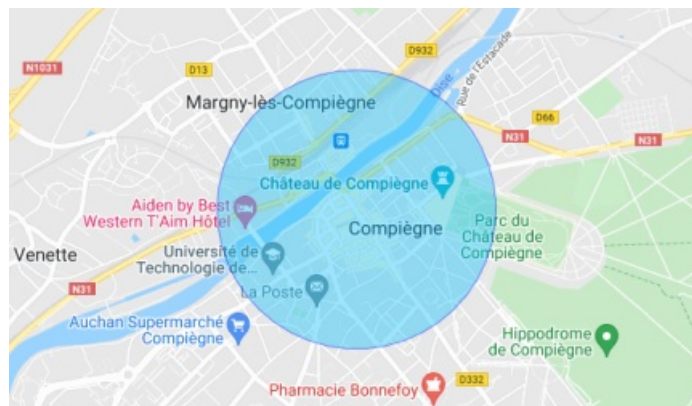 D932
Rue de l'Estacade
N1031
D13
Oise
Margny-lès-Compiègne
D66
N31
N31
D932
Château de Compiègne
Aiden by Best
Western T'Aim Hôtel
Parc du
Château de
Compiègne
Compiègne
Venette
Université de
Technologie de...
N31
La Poste
Auchan Supermarché
Compiègne
Hippodrome
de Compiègne
D332
Pharmacie Bonnefoy